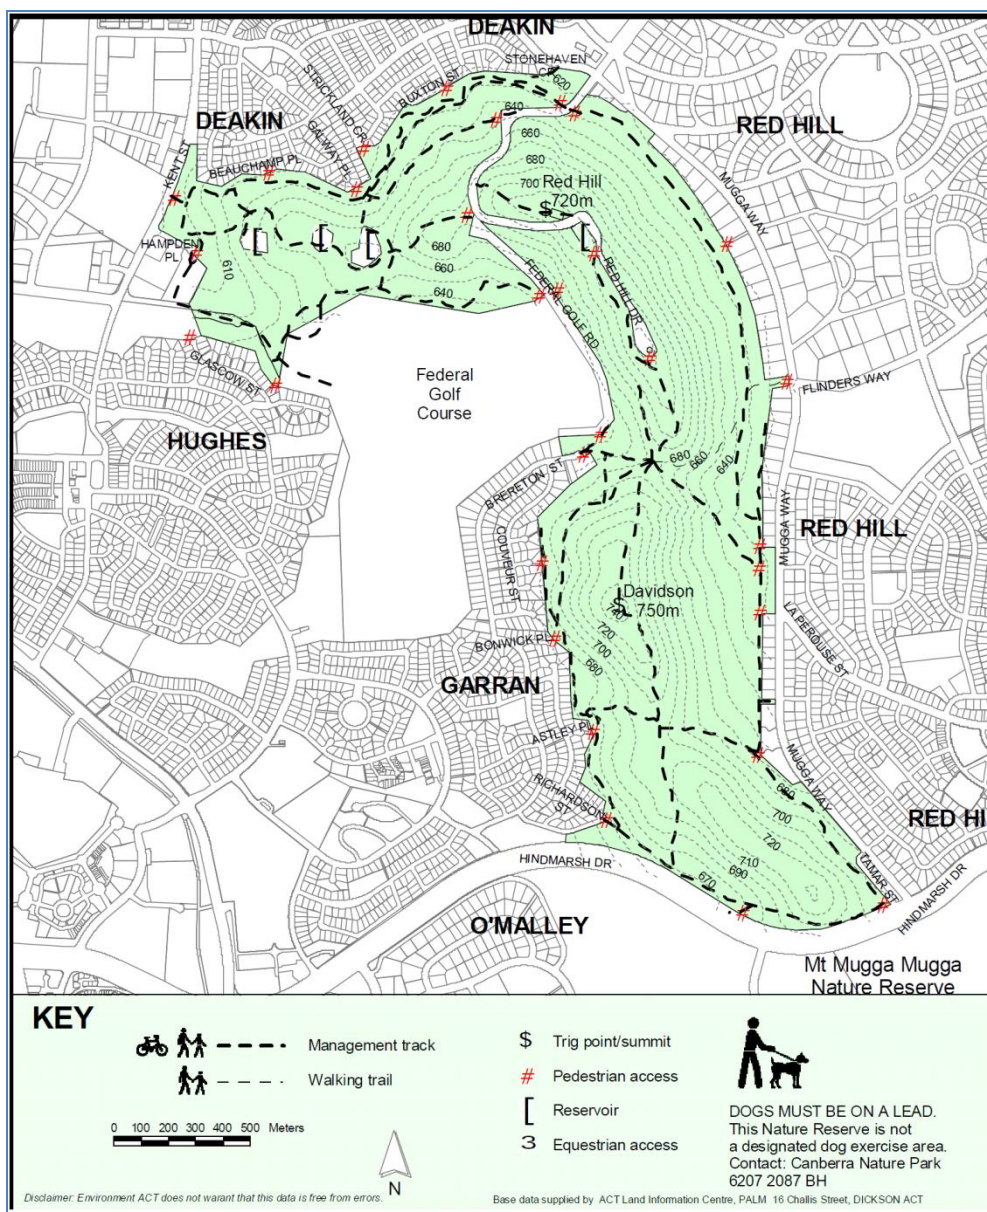 DEAKIN
STONEHAVEN
CR
620
STRICKLAND CR
BUXTON ST
640
DEAKIN
GALWAY PL
660
RED HILL
BEAUCHAMP PL
680
KENT ST
700
Red Hill
$ 720m
MUGGA WAY
HAMPDEN
PL
[
[
[
[
680
610
660
640
FEDERAL GOLF RD
RED HILL DR
GLASCOW ST
Federal
Golf
Course
FLINDERS WAY
HUGHES
680
660
640
BRERETON ST
MUGGA WAY
RED HILL
COUVEUR ST
Davidson
$ 750m
740
720
700
680
LA PEROUSE ST
BONWICK PL
GARRAN
ASTLEY P
MUGGA WAY
680
700
720
RICHARDSON
ST
RED HI
710
690
670
HINDMARSH DR
TAMAR ST
HINDMARSH DR
O'MALLEY
Mt Mugga Mugga
Nature Reserve
KEY
Management track
Walking trail
0 100 200 300 400 500 Meters
N
$ Trig point/summit
# Pedestrian access
[ Reservoir
3 Equestrian access
DOGS MUST BE ON A LEAD.
This Nature Reserve is not
a designated dog exercise area.
Contact: Canberra Nature Park
6207 2087 BH
Disclaimer: Environment ACT does not warant that this data is free from errors.
Base data supplied by ACT Land Information Centre, PALM 16 Challis Street, DICKSON ACT